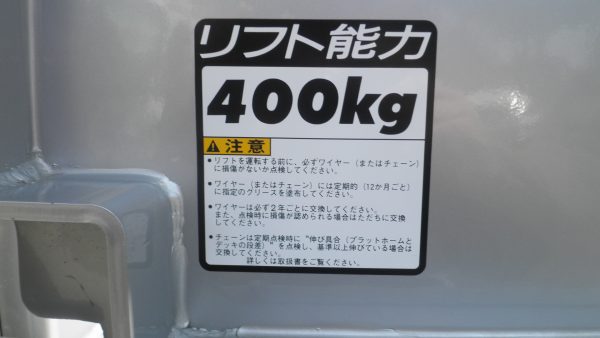 リフト能力
400kg
注意
●リフトを運転する前に、必ずワイヤー（またはチェーン）
に損傷がないか点検してください。
●ワイヤー（またはチェーン）には定期的（12か月ごと）
に指定のグリースを塗布してください。
●ワイヤーは必ず２年ごとに交換してください。
また、点検時に損傷が認められる場合はただちに交換
してください。
●チェーンは定期点検時に“伸び具合（プラットホームと
デッキの段差）”を点検し、基準以上伸びている場合は
交換してください。
詳しくは取扱書をご覧ください。